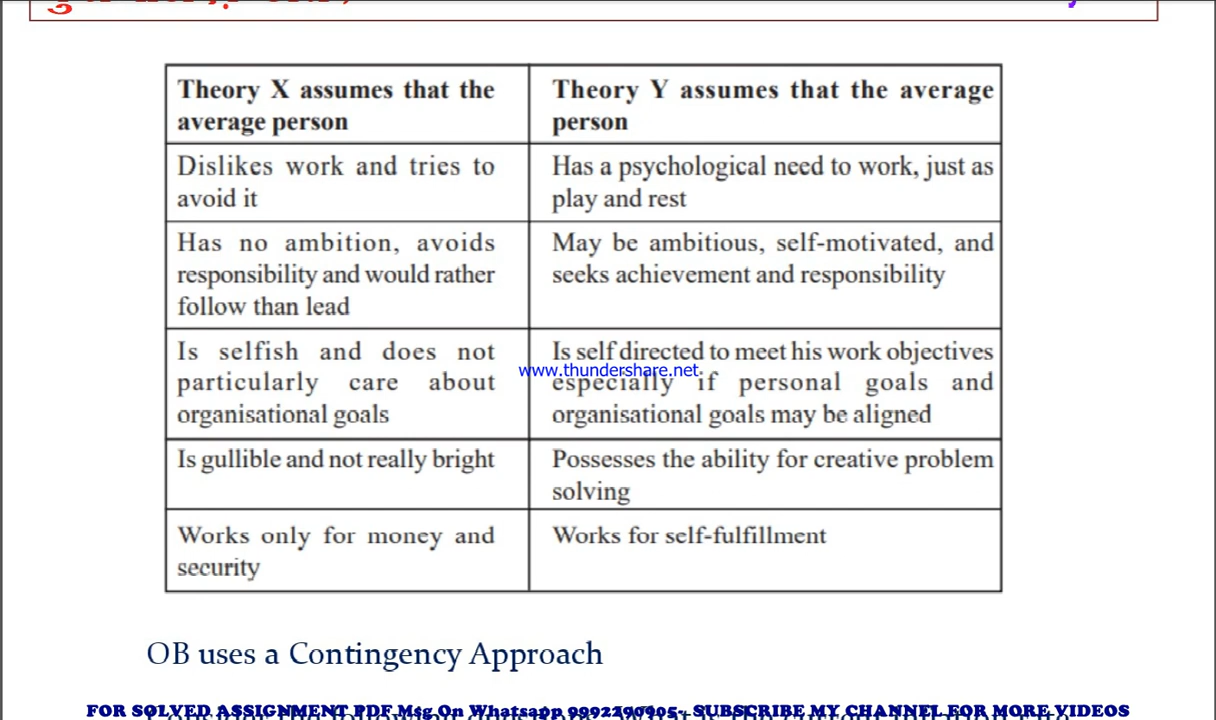 Theory X assumes that the
average person
Theory Y assumes that the average
person
Dislikes work and tries to
avoid it
Has a psychological need to work, just as
play and rest
Has no ambition, avoids
responsibility and would rather
follow than lead
May be ambitious, self-motivated, and
seeks achievement and responsibility
Is selfish and does not
particularly care about
organisational goals
Is self directed to meet his work objectives
especially if personal goals and
organisational goals may be aligned
www.thundershare.net
Is gullible and not really bright
Possesses the ability for creative problem
solving
Works only for money and
security
Works for self-fulfillment
OB uses a Contingency Approach
FOR SOLVED ASSIGNMENT PDF Msg On Whatsapp 9992290905- SUBSCRIBE MY CHANNEL FOR MORE VIDEOS